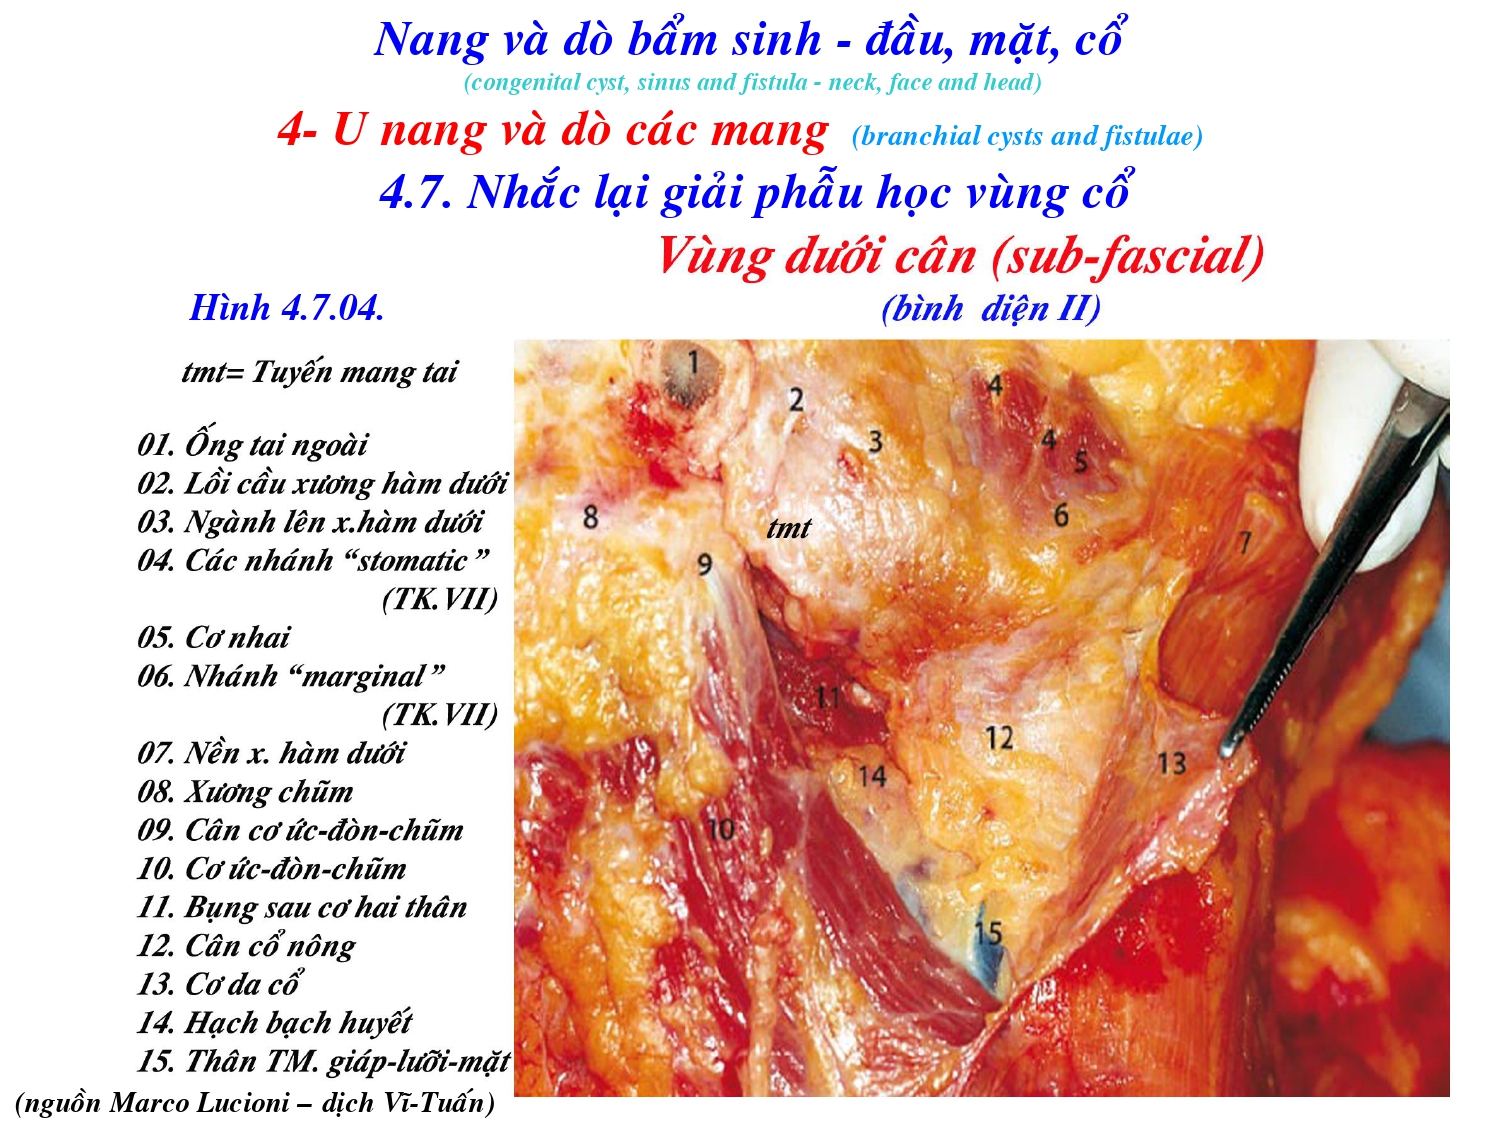 Nang và dò bẩm sinh - đầu, mặt, cổ
(congenital cyst, sinus and fistula - neck, face and head)
4- U nang và dò các mang (branchial cysts and fistulae)
4.7. Nhắc lại giải phẫu học vùng cổ
Vùng dưới cân (sub-fascial)
Hình 4.7.04.
(bình diện II)
tmt= Tuyến mang tai
01. Ống tai ngoài
02. Lồi cầu xương hàm dưới
03. Ngành lên x.hàm dưới
04. Các nhánh “stomatic”
(TK.VII)
05. Cơ nhai
06. Nhánh “marginal”
(TK.VII)
07. Nền x. hàm dưới
08. Xương chũm
09. Cân cơ ức-đòn-chũm
10. Cơ ức-đòn-chũm
11. Bụng sau cơ hai thân
12. Cân cổ nông
13. Cơ da cổ
14. Hạch bạch huyết
15. Thân TM. giáp-lưỡi-mặt
(nguồn Marco Lucioni – dịch Vĩ-Tuấn)
1
2
4
3
4
5
8
6
tmt
7
9
11
12
13
14
10
15